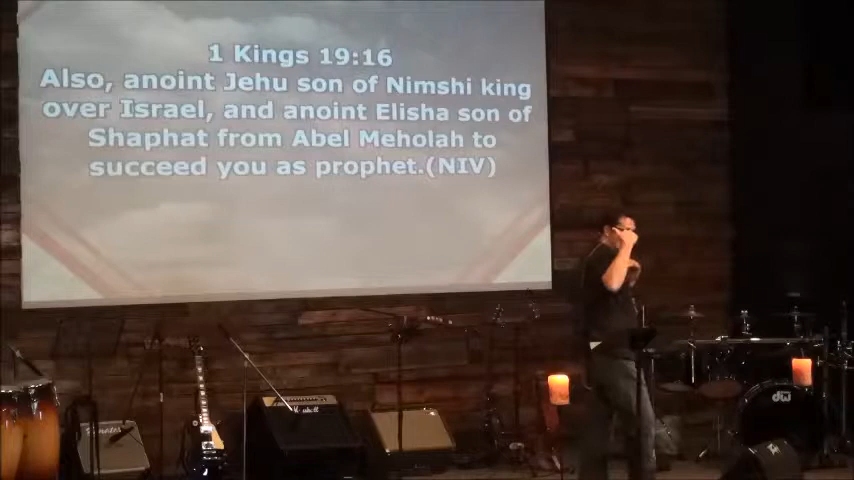 1 Kings 19:16
Also, anoint Jehu son of Nimshi king
over Israel, and anoint Elisha son of
Shaphat from Abel Meholah to
succeed you as prophet.(NIV)
dw